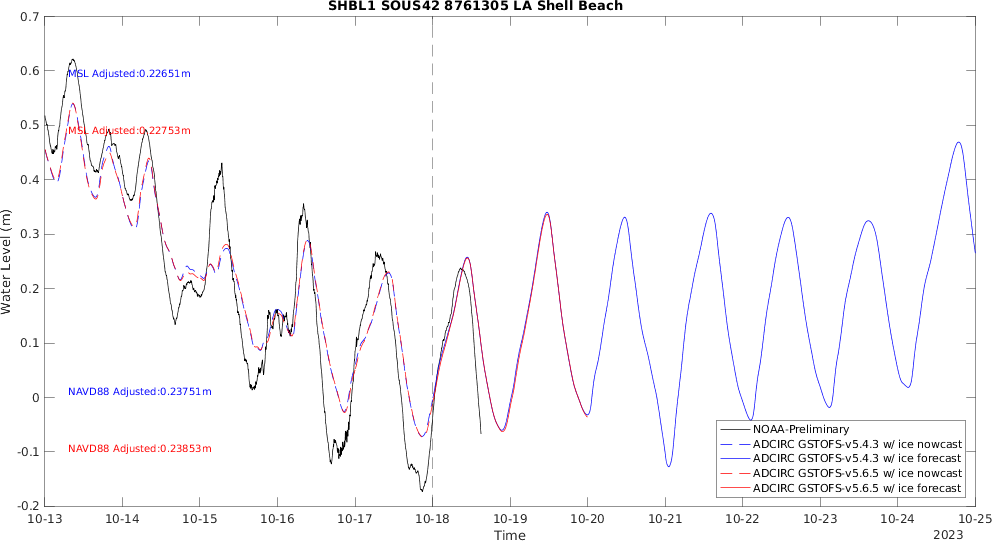 SHBL1 SOUS42 8761305 LA Shell Beach
0.7
0.6
0.5
0.4
0.3
0.2
0.1
0
-0.1
-0.2
Water Level (m)
MSL Adjusted:0.22651m
MSL Adjusted:0.22753m
NAVD88 Adjusted:0.23751m
NAVD88 Adjusted:0.23853m
NOAA-Preliminary
ADCIRC GSTOFS-v5.4.3 w/ ice nowcast
ADCIRC GSTOFS-v5.4.3 w/ ice forecast
ADCIRC GSTOFS-v5.6.5 w/ ice nowcast
ADCIRC GSTOFS-v5.6.5 w/ ice forecast
10-13 10-14 10-15 10-16 10-17 10-18 10-19 10-20 10-21 10-22 10-23 10-24 10-25
Time
2023